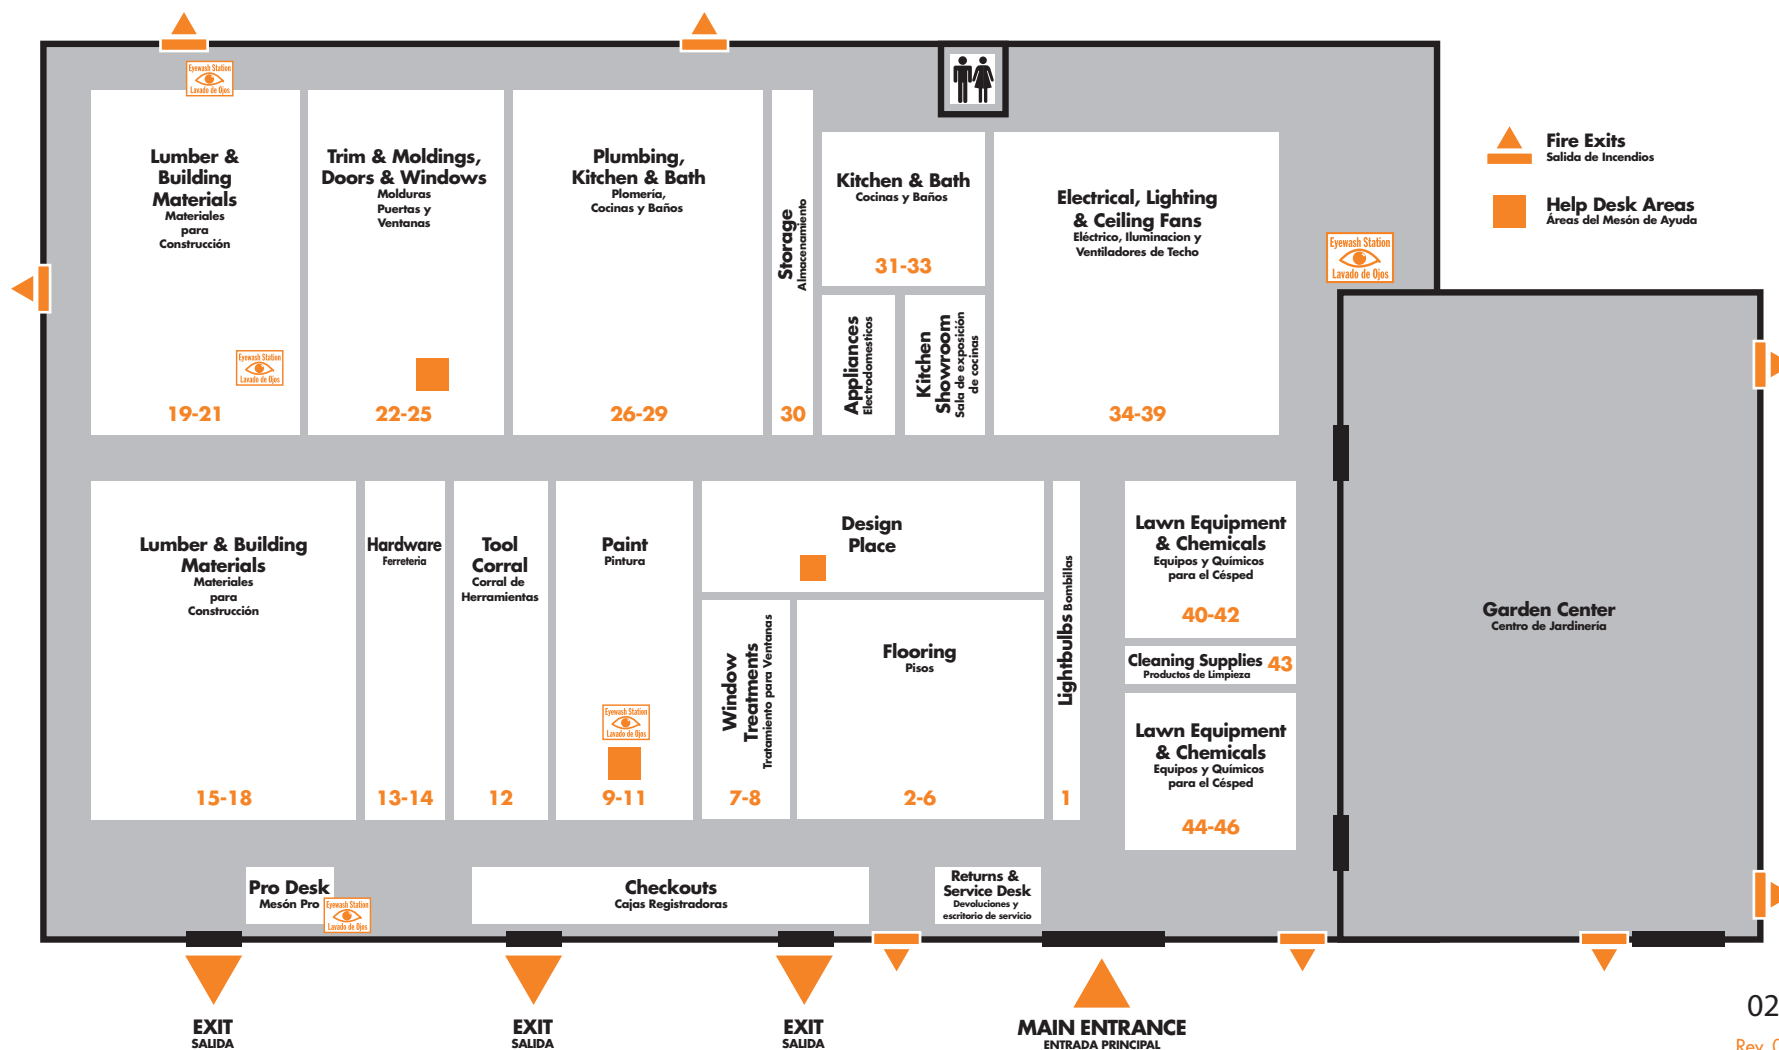 Eyewash Station
Lavado de Ojos
Lumber &
Building
Materials
Materiales
para
Construcción
Eyewash Station
Lavado de Ojos
19-21
Trim & Moldings,
Doors & Windows
Molduras
Puertas y
Ventanas
22-25
Plumbing,
Kitchen & Bath
Plomería,
Cocinas y Baños
26-29
Storage
Almacenamiento
30
Kitchen & Bath
Cocinas y Baños
31-33
Appliances
Electrodomesticos
Kitchen
Showroom
Sala de exposición
de cocinas
Electrical, Lighting
& Ceiling Fans
Eléctrico, Iluminacion y
Ventiladores de Techo
34-39
Eyewash Station
Lavado de Ojos
Fire Exits
Salida de Incendios
Help Desk Areas
Áreas del Mesón de Ayuda
Lumber & Building
Materials
Materiales
para
Construcción
15-18
Hardware
Ferreteria
13-14
Tool
Corral
Corral de
Herramientas
12
Paint
Pintura
Eyewash Station
Lavado de Ojos
9-11
Design
Place
Window
Treatments
Tratamiento para Ventanas
7-8
Flooring
Pisos
2-6
Lightbulbs Bombillas
1
Lawn Equipment
& Chemicals
Equipos y Químicos
para el Césped
40-42
Cleaning Supplies 43
Productos de Limpieza
Lawn Equipment
& Chemicals
Equipos y Químicos
para el Césped
44-46
Garden Center
Centro de Jardinería
Pro Desk
Mesón Pro
Eyewash Station
Lavado de Ojos
Checkouts
Cajas Registradoras
Returns &
Service Desk
Devoluciones y
escritorio de servicio
EXIT
SALIDA
EXIT
SALIDA
EXIT
SALIDA
MAIN ENTRANCE
ENTRADA PRINCIPAL
02
Rev.